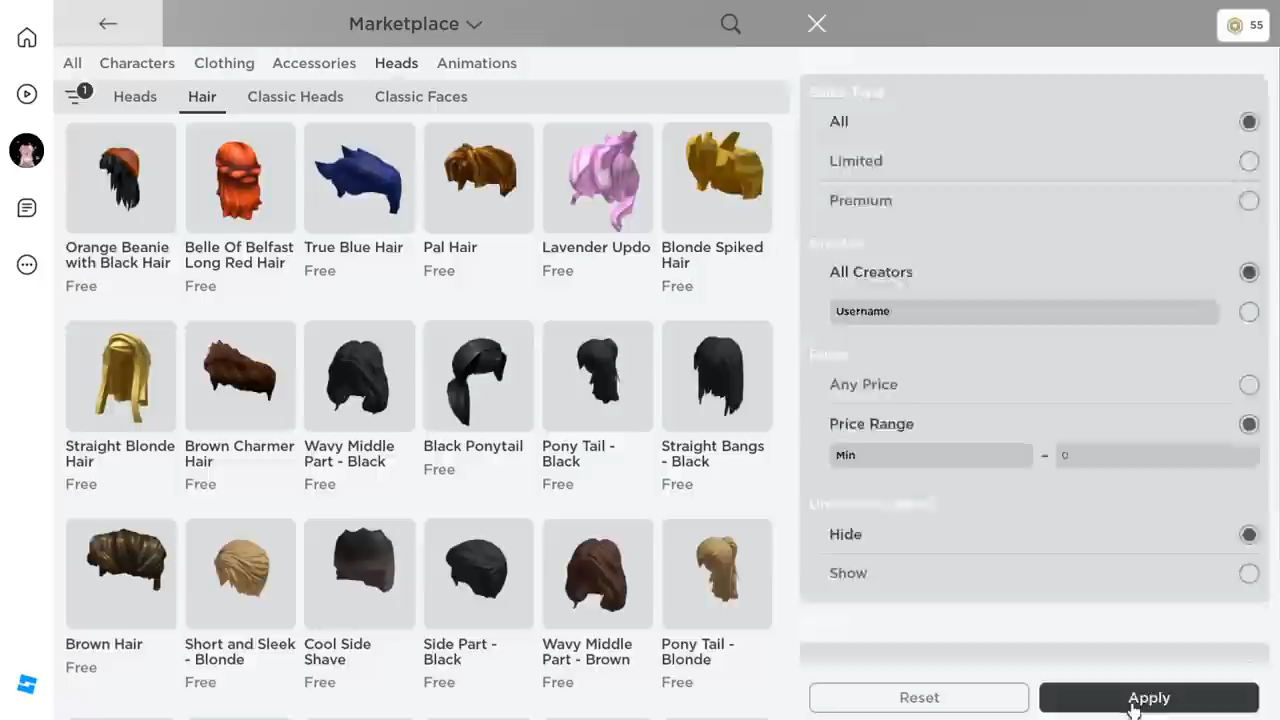 Marketplace
55
All Characters Clothing Accessories Heads Animations
1
Heads Hair Classic Heads Classic Faces
Orange Beanie with Black Hair
Free
Belle Of Belfast Long Red Hair
Free
True Blue Hair
Free
Pal Hair
Free
Lavender Updo
Free
Blonde Spiked Hair
Free
Straight Blonde Hair
Free
Brown Charmer Hair
Free
Wavy Middle Part - Black
Free
Black Ponytail
Free
Pony Tail - Black
Free
Straight Bangs - Black
Free
Brown Hair
Free
Short and Sleek - Blonde
Free
Cool Side Shave
Free
Side Part - Black
Free
Wavy Middle Part - Brown
Free
Pony Tail - Blonde
Free
All
Limited
Premium
All Creators
Username
Any Price
Price Range
Min - 0
Hide
Show
Reset
Apply